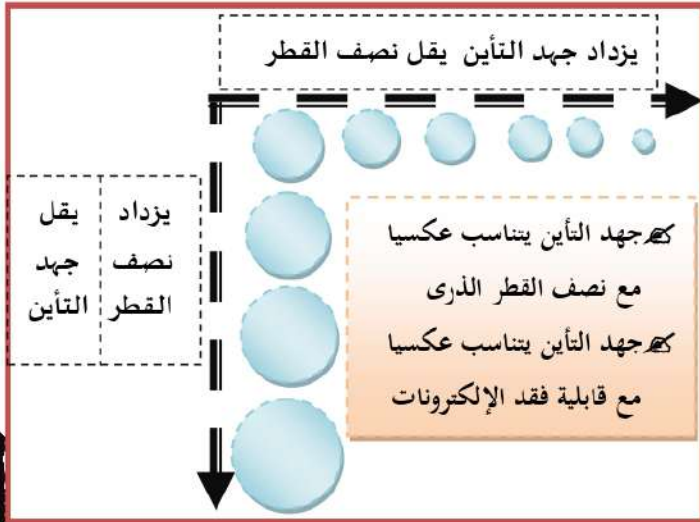 يزداد جهد التأين يقل نصف القطر
يزداد
نصف
القطر
يقل
جهد
التأين
جهد التأين يتناسب عكسيا
مع نصف القطر الذرى
جهد التأين يتناسب عكسيا
مع قابلية فقد الإلكترونات